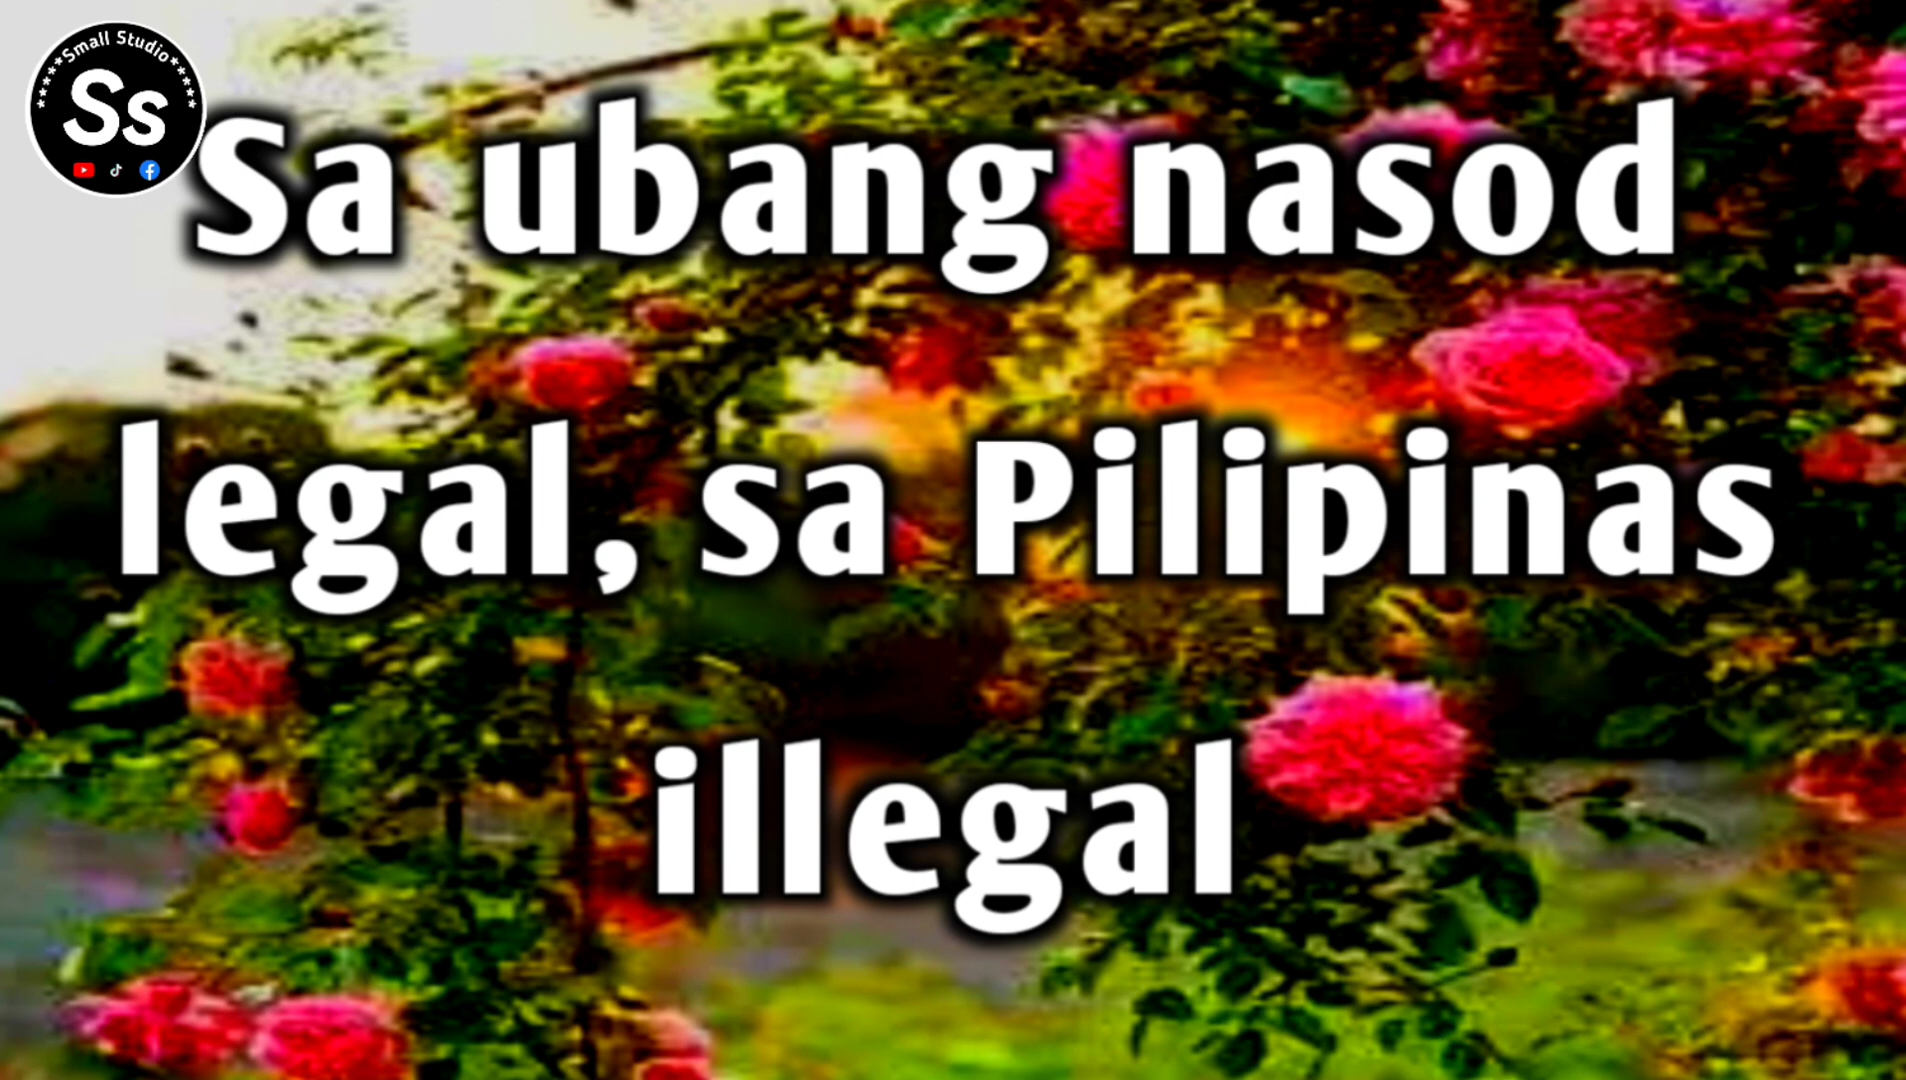 *****Small Studio*****
Ss
Sa ubang nasod
legal, sa Pilipinas
illegal